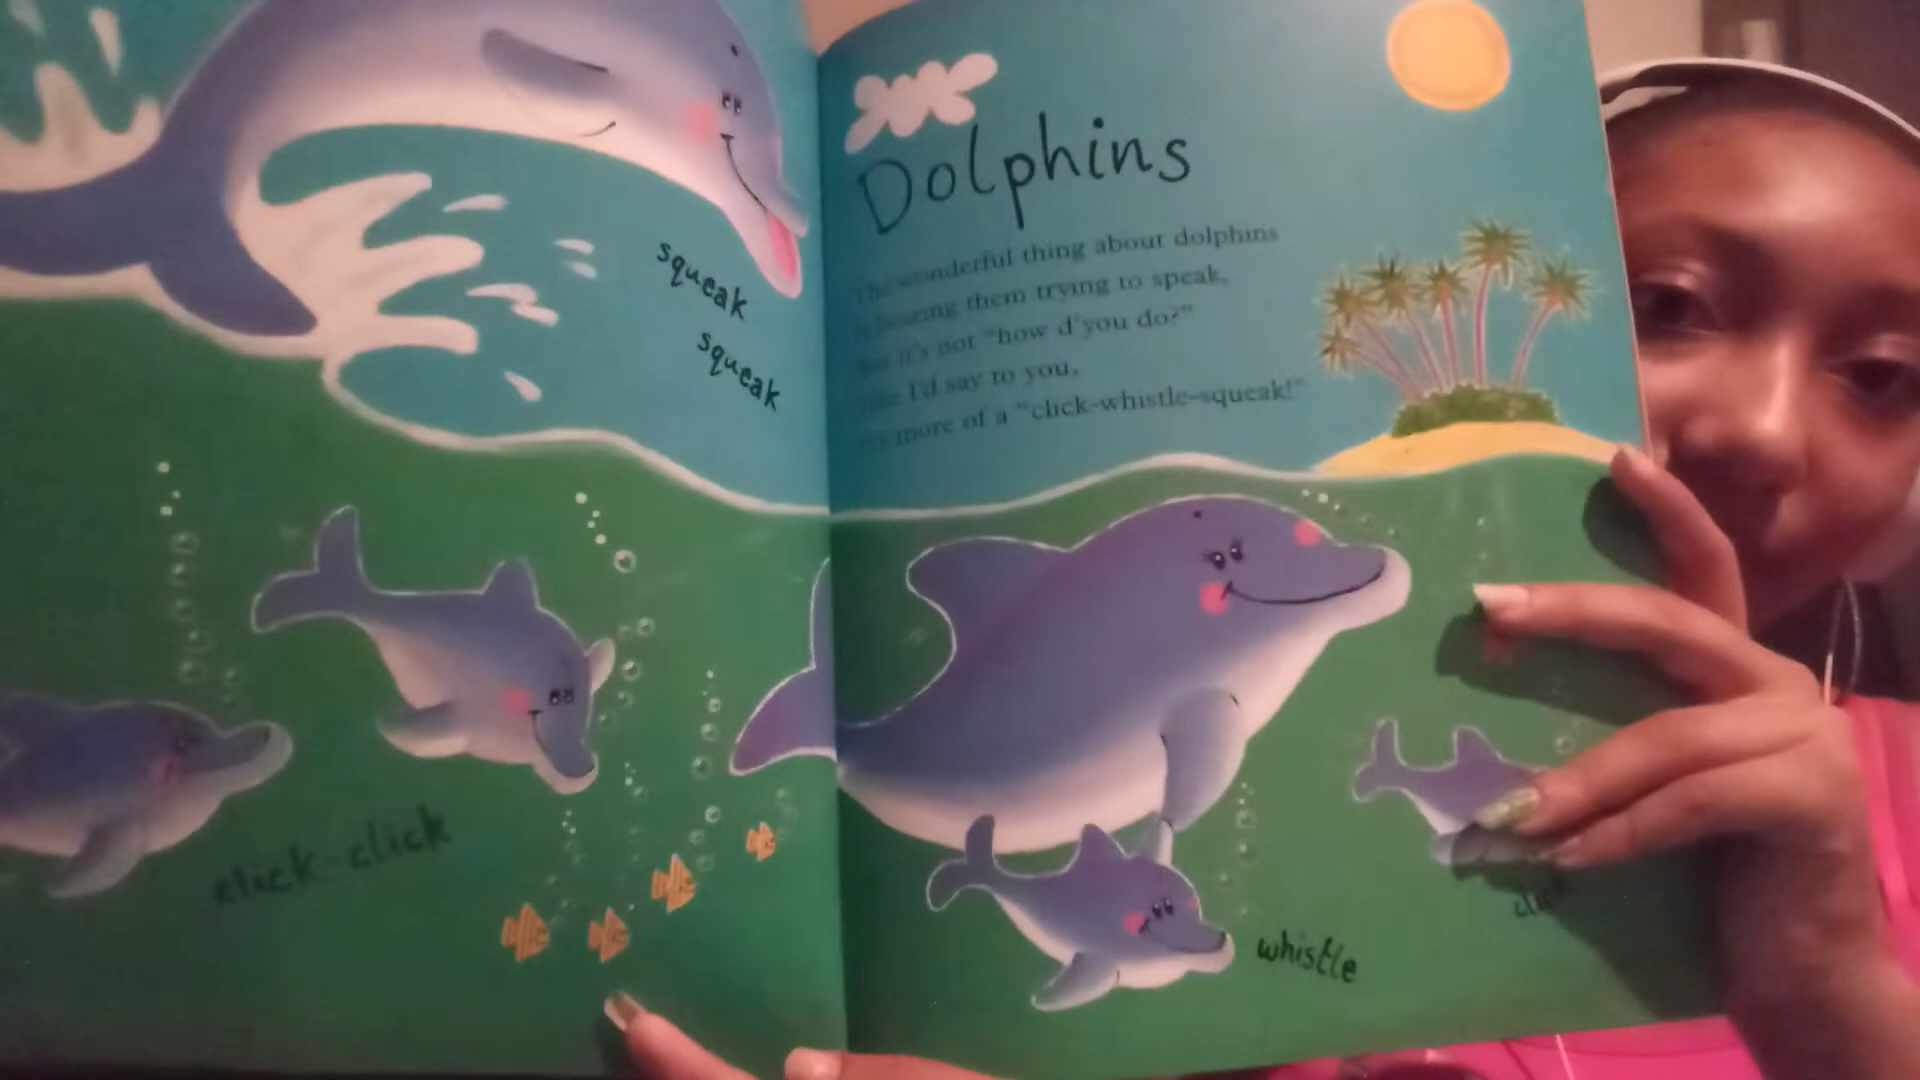 squeak
squeak
click-click
Dolphins
The wonderful thing about dolphins
is hearing them trying to speak,
But it's not "how d'you do?"
I'd say to you,
It's more of a "click-whistle-squeak!"
whistle
click